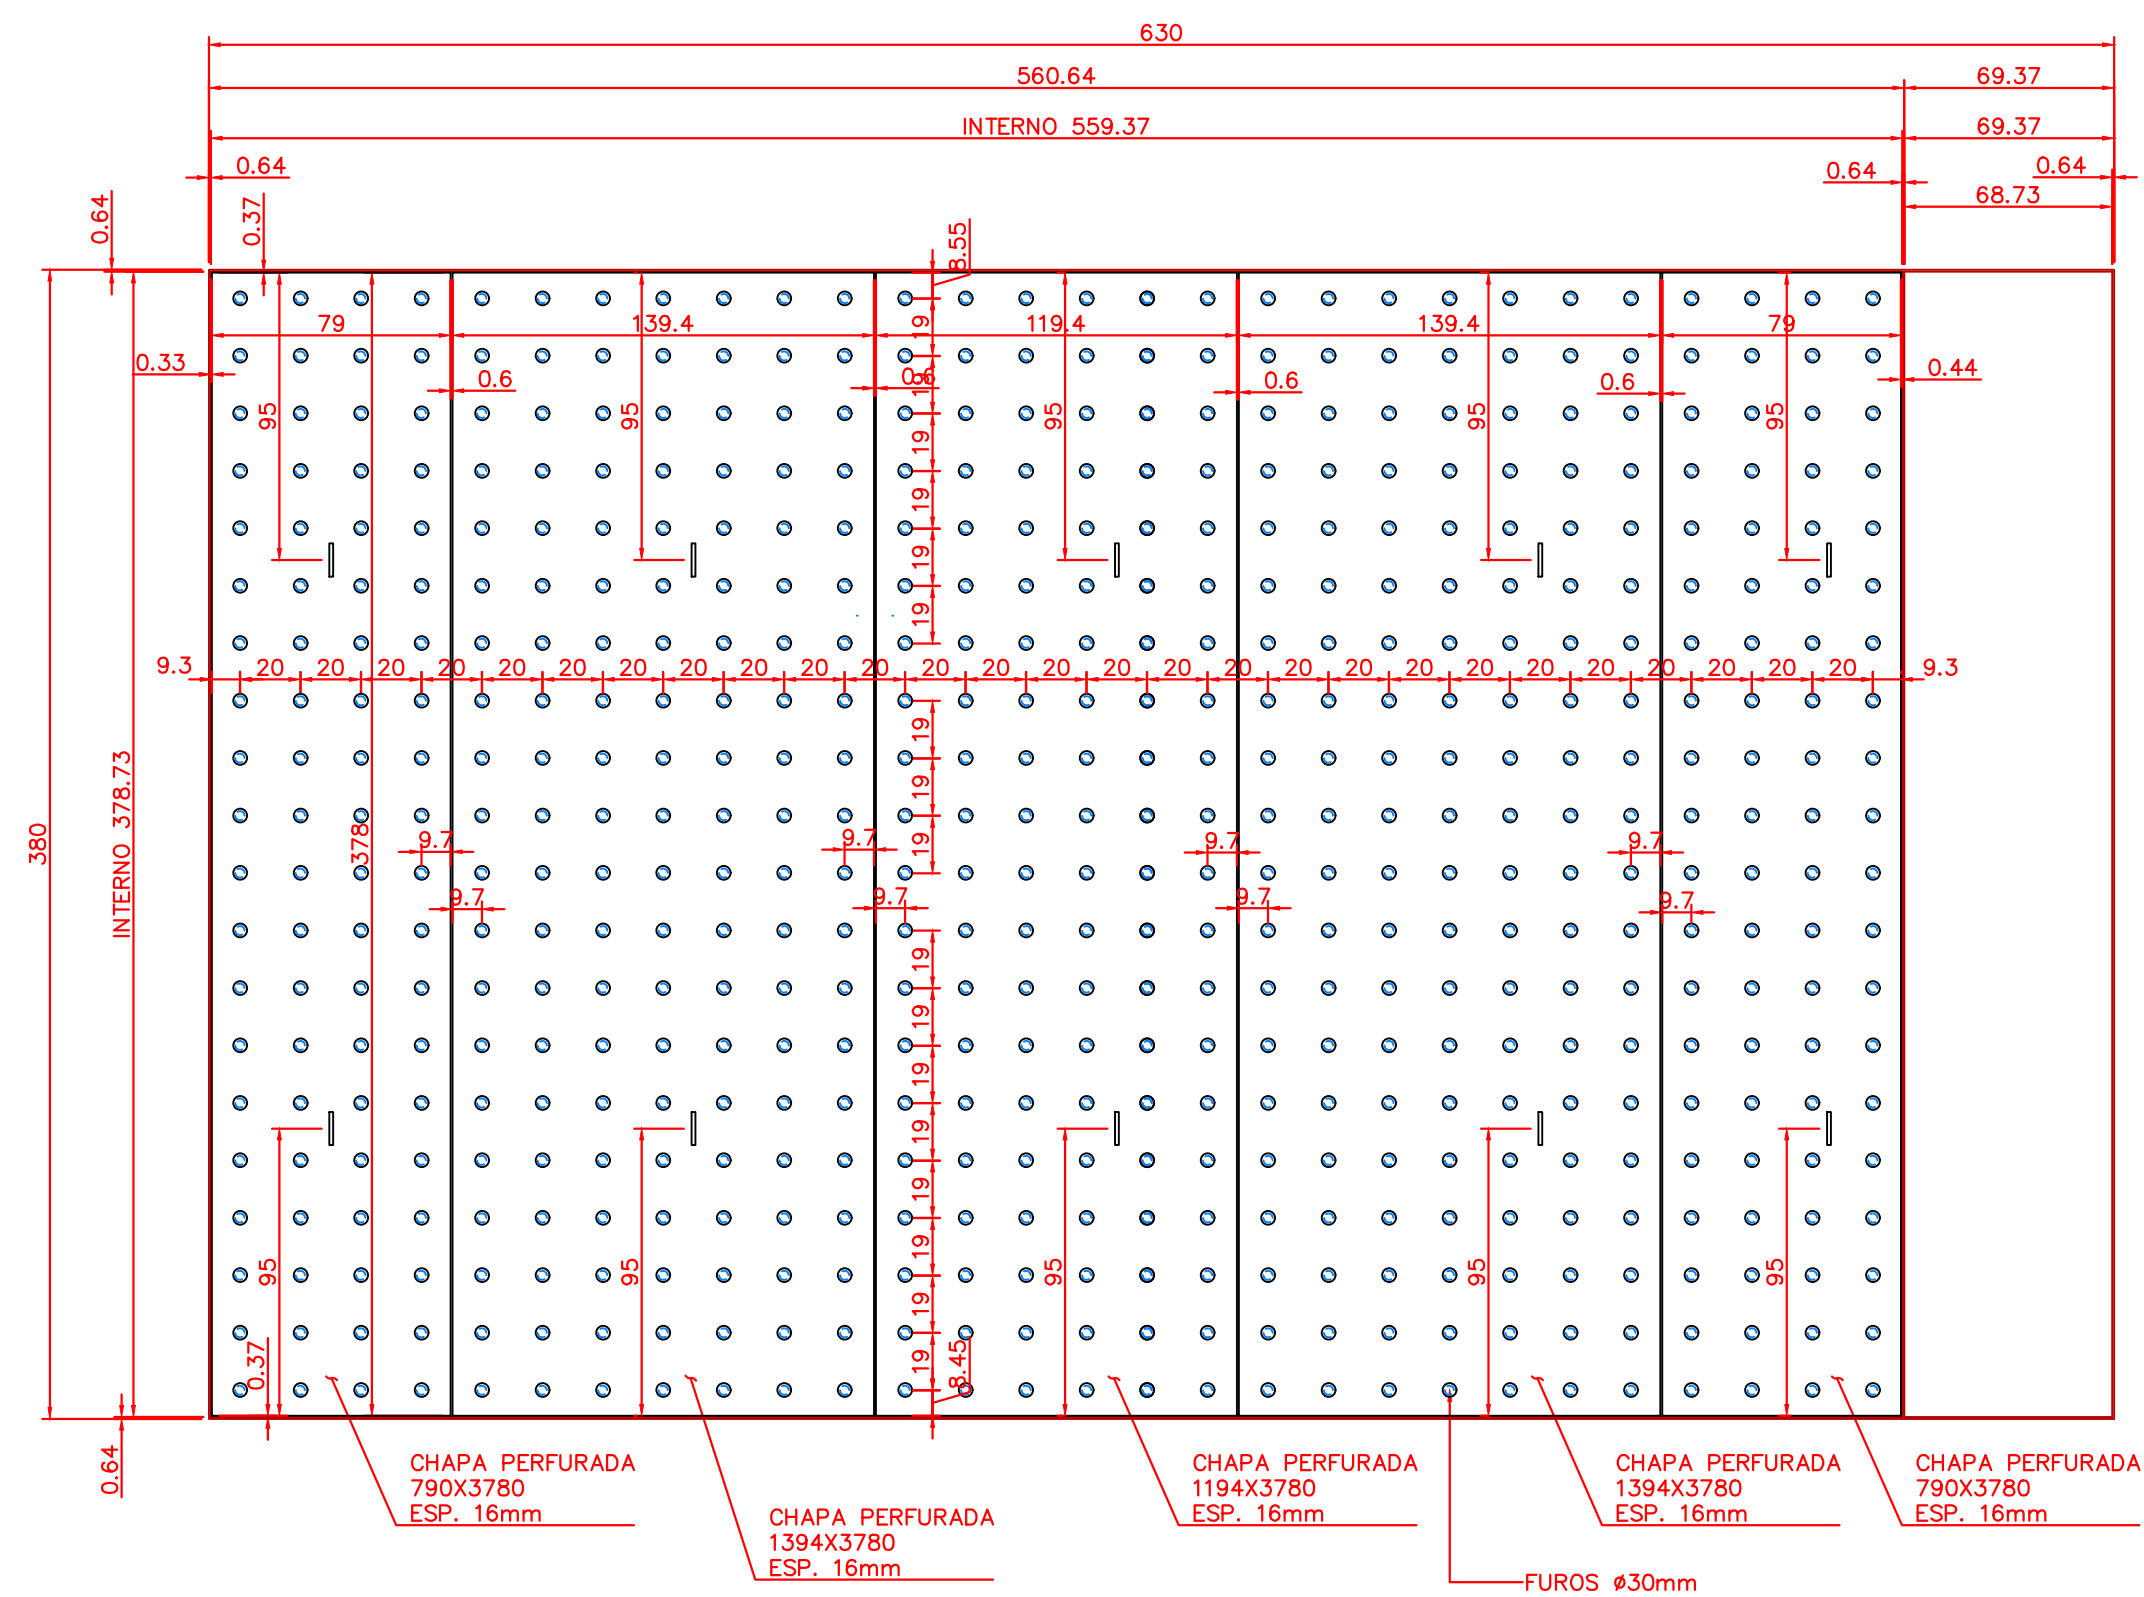 630
560.64 69.37
INTERNO 559.37 69.37
0.64 0.64 0.64
68.73
0.64 0.37 8.55
79 139.4 119.4 139.4 79
19
0.33 0.6 0.6 0.6 0.6 0.44
19
95 95 95 95 95
19
19
19
19
9.3 20 20 20 20 20 20 20 20 20 20 20 20 20 20 20 20 20 20 20 20 20 20 20 20 20 20 20 9.3
19
19
INTERNO 378.73
380
378
19
9.7 9.7 9.7 9.7
9.7 9.7 9.7 9.7
19
19
19
19
19
19
19
95 95 95 95 95
19
0.37 8.45
0.64
CHAPA PERFURADA
790X3780
ESP. 16mm
CHAPA PERFURADA
1394X3780
ESP. 16mm
CHAPA PERFURADA
1194X3780
ESP. 16mm
CHAPA PERFURADA
1394X3780
ESP. 16mm
CHAPA PERFURADA
790X3780
ESP. 16mm
FUROS ø30mm